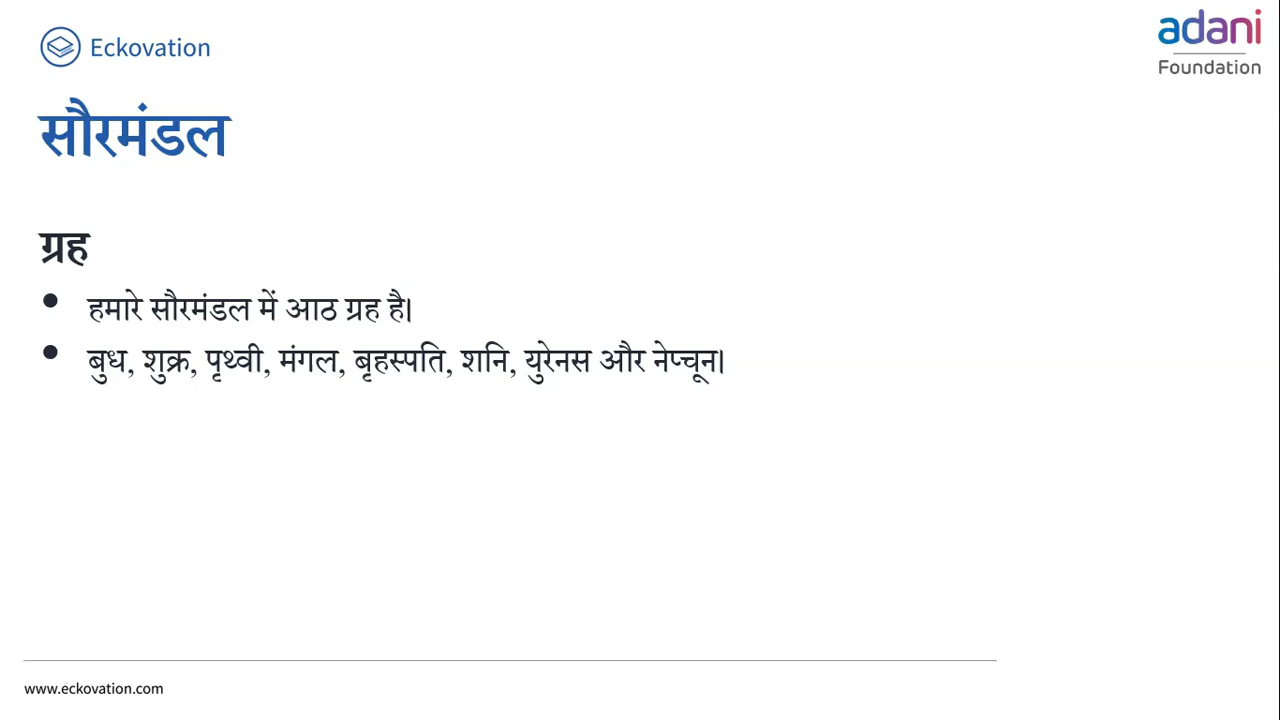 Eckovation
adani
Foundation
सौरमंडल
ग्रह
• हमारे सौरमंडल में आठ ग्रह है।
• बुध, शुक्र, पृथ्वी, मंगल, बृहस्पति, शनि, युरेनस और नेप्चून।
www.eckovation.com